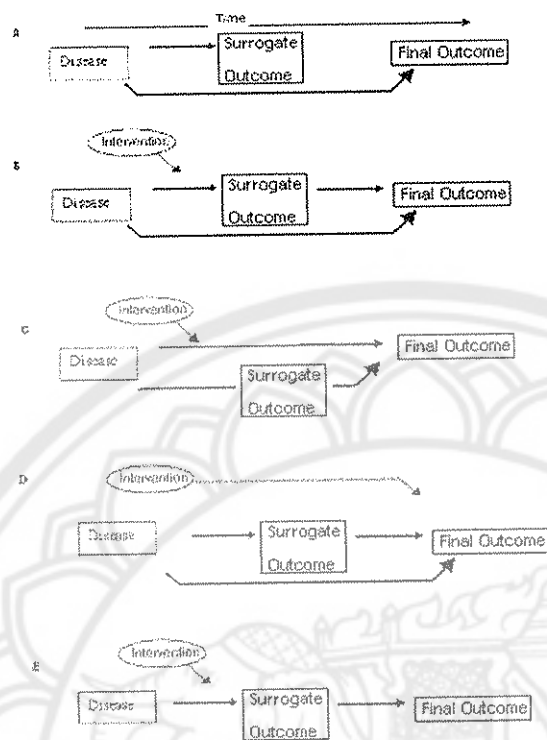 Time
A
Disease
Surrogate
Outcome
Final Outcome
Intervention
B
Disease
Surrogate
Outcome
Final Outcome
Intervention
C
Disease
Final Outcome
Surrogate
Outcome
D
Intervention
Disease
Surrogate
Outcome
Final Outcome
E
Intervention
Disease
Surrogate
Outcome
Final Outcome